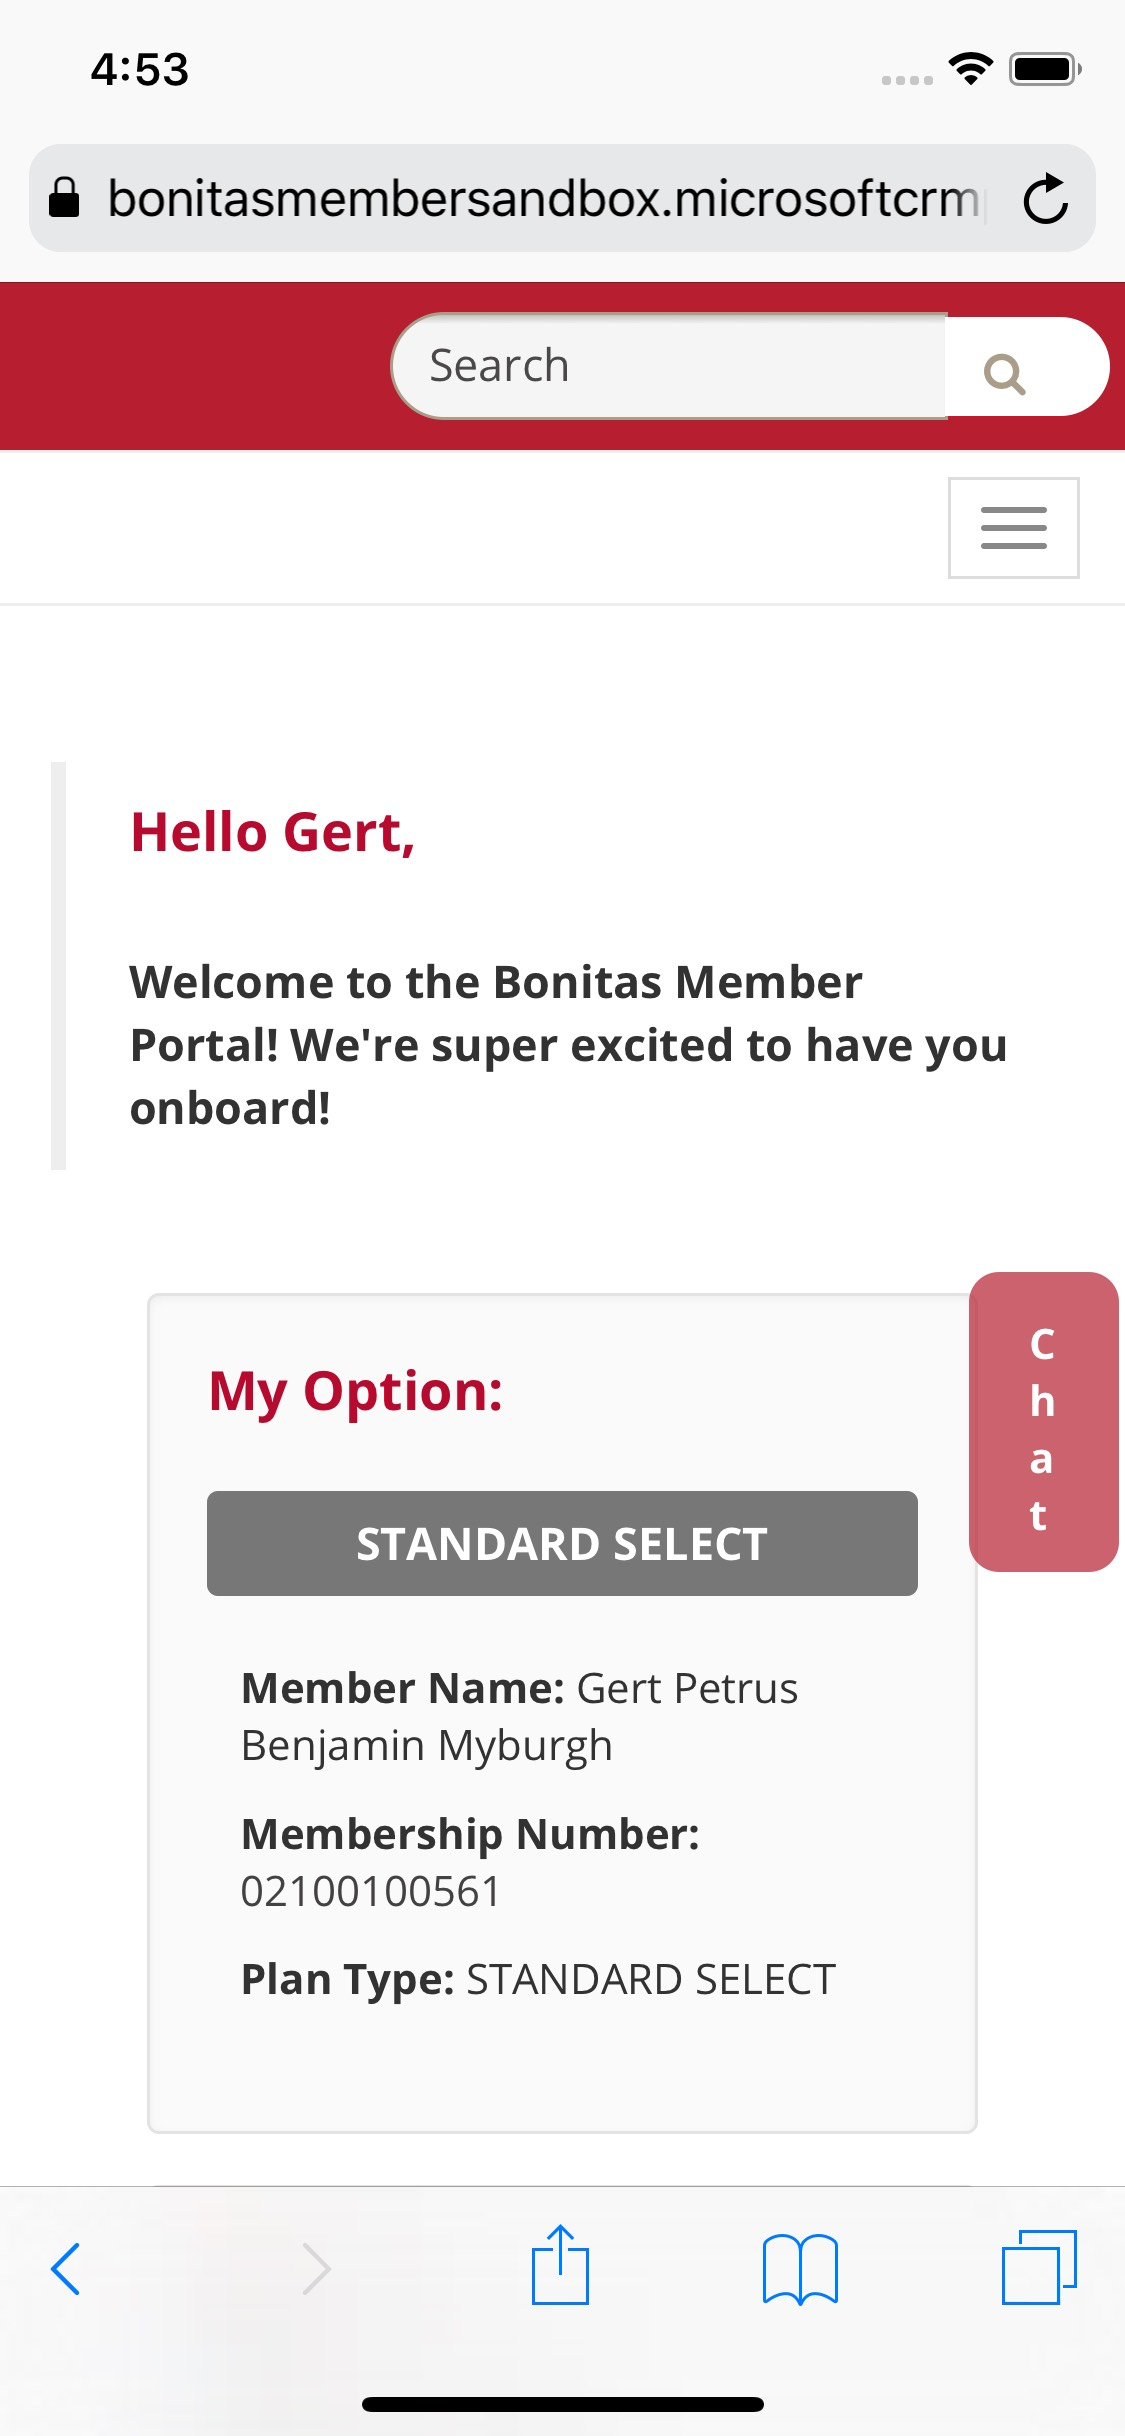 4:53
bonitasmembersandbox.microsoftcrm
Search
Hello Gert,
Welcome to the Bonitas Member
Portal! We're super excited to have you
onboard!
My Option:
Chat
STANDARD SELECT
Member Name: Gert Petrus
Benjamin Myburgh
Membership Number:
02100100561
Plan Type: STANDARD SELECT